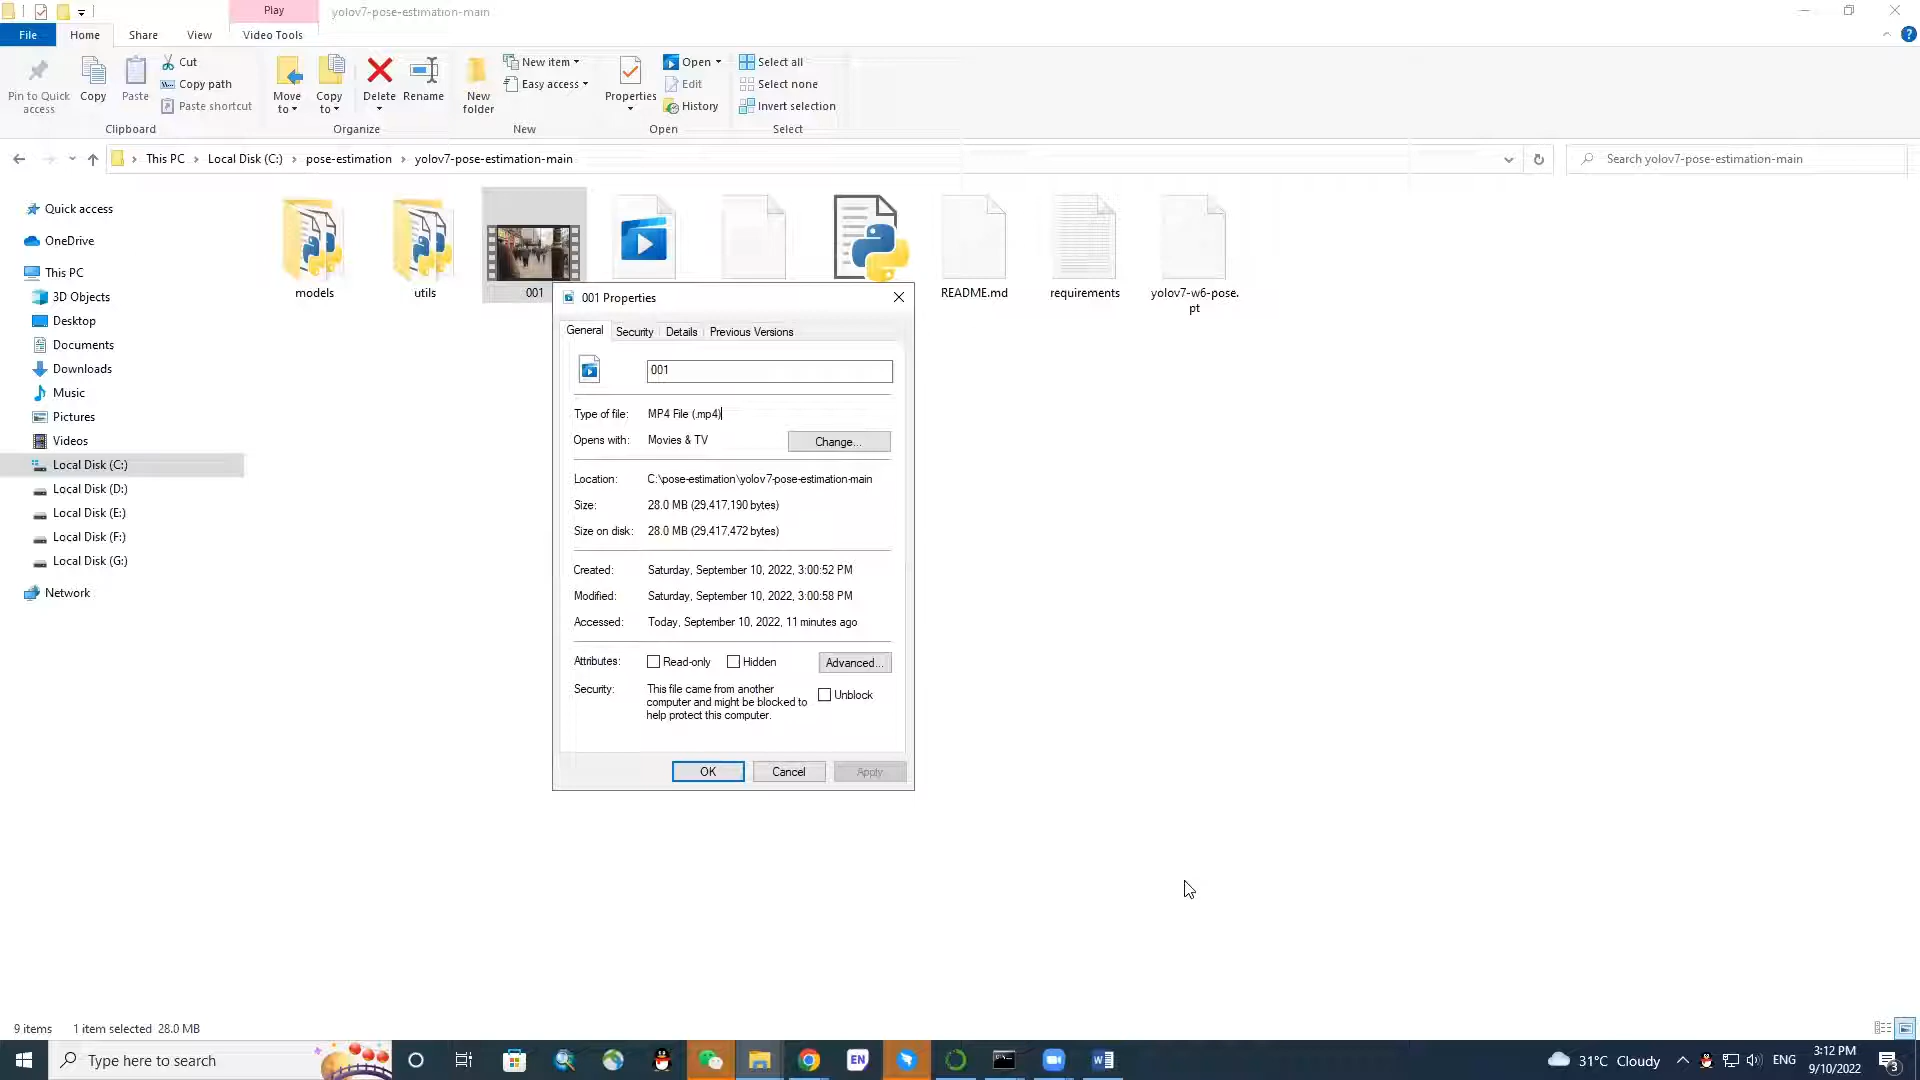 Play
yolov7-pose-estimation-main
File
Home
Share
View
Video Tools
Pin to Quick access
Copy
Paste
Cut
Copy path
Paste shortcut
Clipboard
Move to
Copy to
Delete
Rename
Organize
New folder
New item
Easy access
New
Properties
Open
Edit
History
Open
Select all
Select none
Invert selection
Select
This PC
Local Disk (C:)
pose-estimation
yolov7-pose-estimation-main
Search yolov7-pose-estimation-main
Quick access
OneDrive
This PC
3D Objects
Desktop
Documents
Downloads
Music
Pictures
Videos
Local Disk (C:)
Local Disk (D:)
Local Disk (E:)
Local Disk (F:)
Local Disk (G:)
Network
models
utils
001
README.md
requirements
yolov7-w6-pose.
pt
001 Properties
General
Security
Details
Previous Versions
001
Type of file: MP4 File (.mp4)
Opens with: Movies & TV
Change...
Location: C:\pose-estimation\yolov7-pose-estimation-main
Size: 28.0 MB (29,417,190 bytes)
Size on disk: 28.0 MB (29,417,472 bytes)
Created: Saturday, September 10, 2022, 3:00:52 PM
Modified: Saturday, September 10, 2022, 3:00:58 PM
Accessed: Today, September 10, 2022, 11 minutes ago
Attributes: Read-only Hidden Advanced...
Security: This file came from another
computer and might be blocked to
help protect this computer.
Unblock
OK
Cancel
Apply
9 items
1 item selected 28.0 MB
Type here to search
EN
31°C Cloudy
ENG
3:12 PM
9/10/2022
3